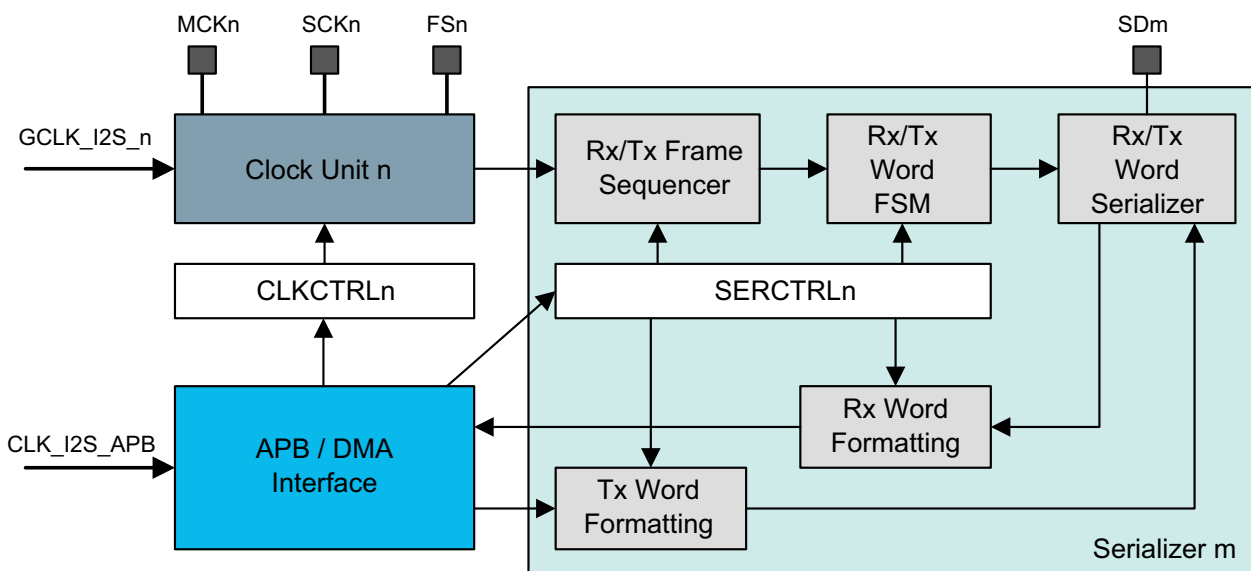 MCKn
SCKn
FSn
SDm
GCLK_I2S_n
Clock Unit n
Rx/Tx Frame
Sequencer
Rx/Tx
Word
FSM
Rx/Tx
Word
Serializer
CLKCTRLn
SERCTRLn
CLK_I2S_APB
APB / DMA
Interface
Rx Word
Formatting
Tx Word
Formatting
Serializer m